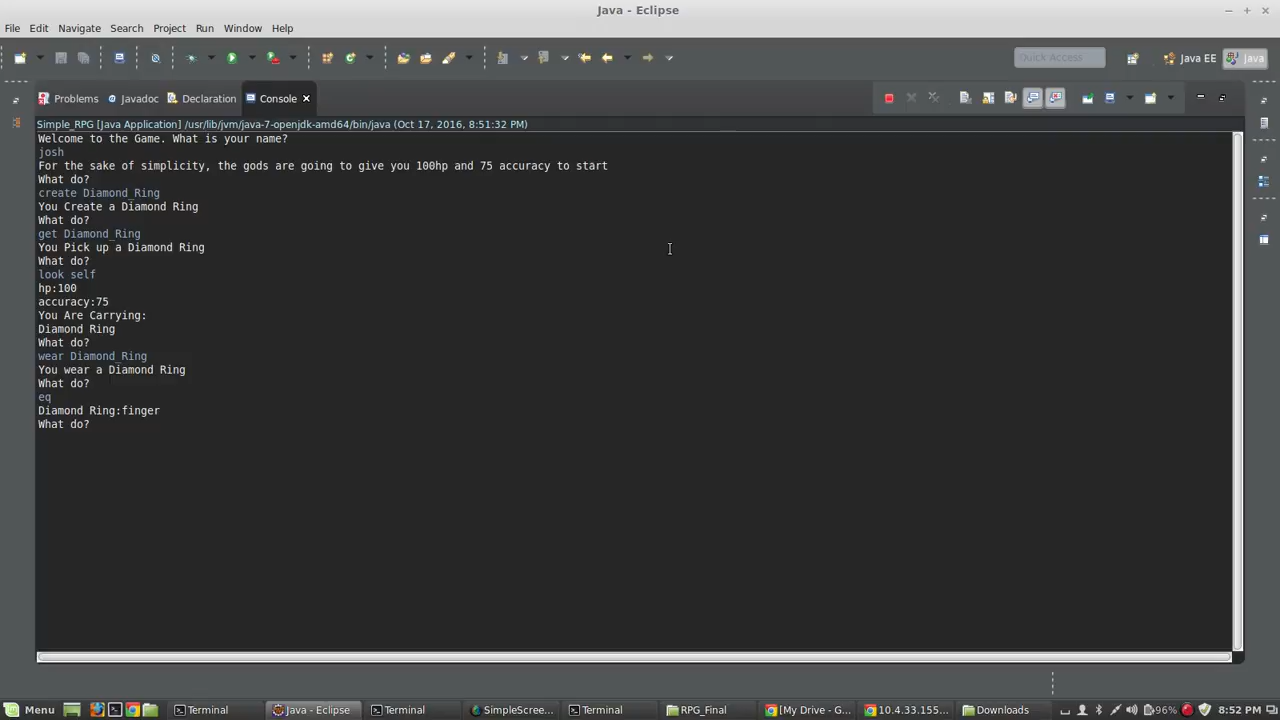 Java - Eclipse
File Edit Navigate Search Project Run Window Help
Quick Access Java EE Java
Problems Javadoc Declaration Console
Simple_RPG [Java Application] /usr/lib/jvm/java-7-openjdk-amd64/bin/java (Oct 17, 2016, 8:51:32 PM)
Welcome to the Game. What is your name?
josh
For the sake of simplicity, the gods are going to give you 100hp and 75 accuracy to start
What do?
create Diamond_Ring
You Create a Diamond Ring
What do?
get Diamond_Ring
You Pick up a Diamond Ring
What do?
look self
hp:100
accuracy:75
You Are Carrying:
Diamond Ring
What do?
wear Diamond_Ring
You wear a Diamond Ring
What do?
eq
Diamond Ring:finger
What do?
Menu Terminal Java - Eclipse Terminal SimpleScree... Terminal RPG_Final [My Drive - G... 10.4.33.155... Downloads 96% 8:52 PM